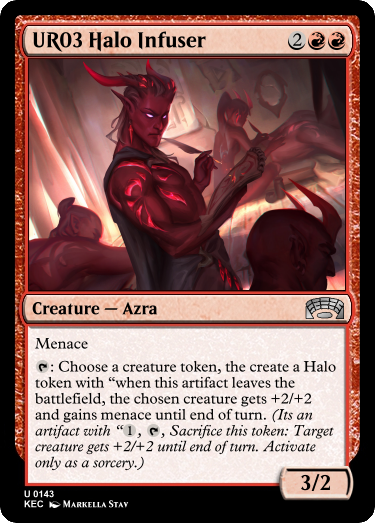 UR03 Halo Infuser 2
Creature — Azra
Menace
: Choose a creature token, the create a Halo
token with “when this artifact leaves the
battlefield, the chosen creature gets +2/+2
and gains menace until end of turn. (Its an
artifact with “1, , Sacrifice this token: Target
creature gets +2/+2 until end of turn. Activate
only as a sorcery.)
3/2
U 0143
KEC Markella Stav